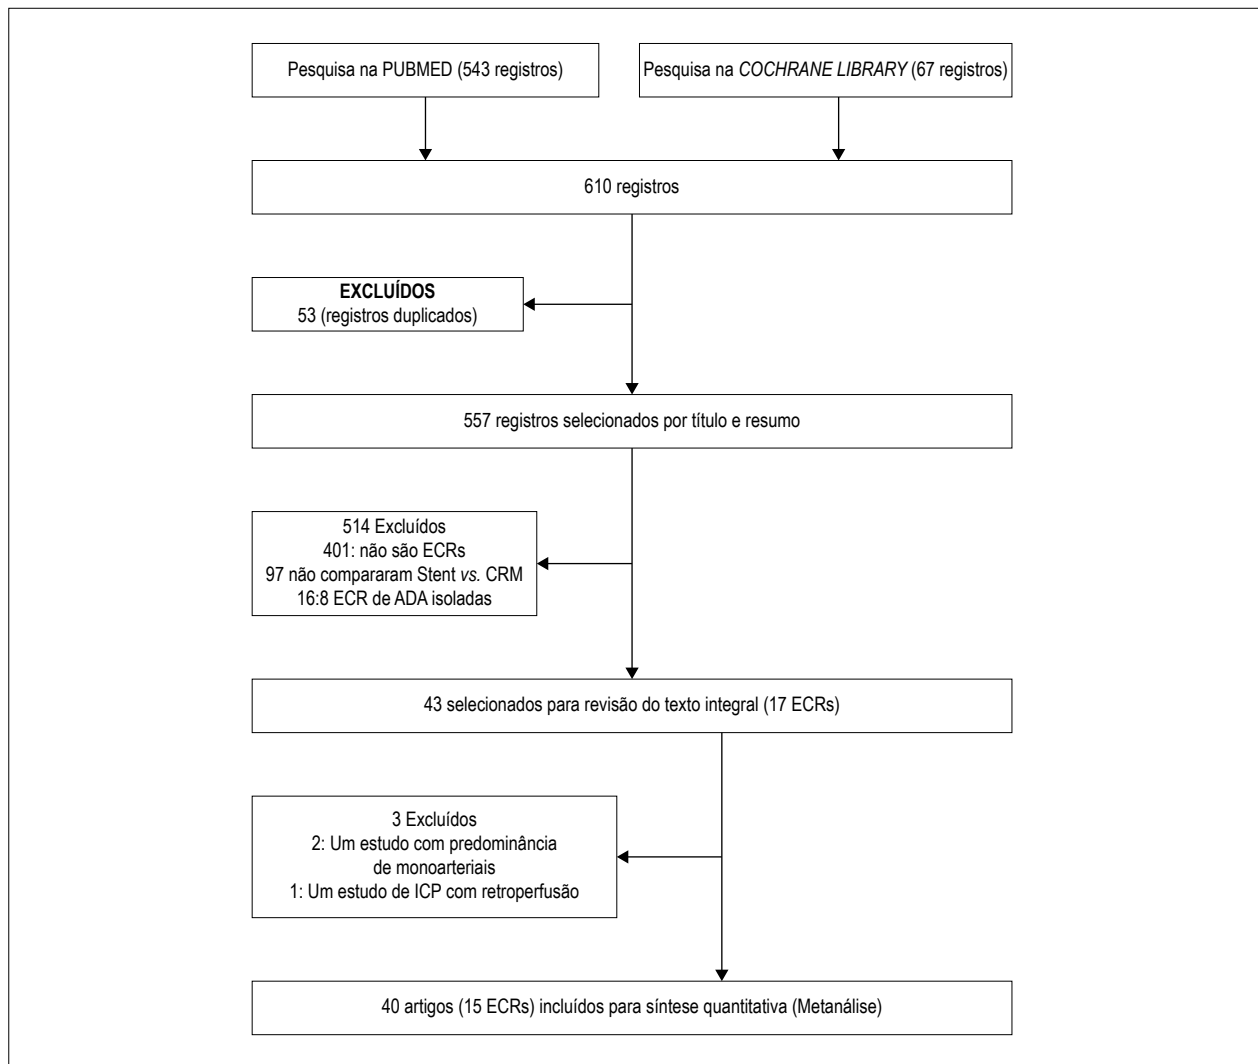 Pesquisa na PUBMED (543 registros)
Pesquisa na COCHRANE LIBRARY (67 registros)
610 registros
EXCLUÍDOS
53 (registros duplicados)
557 registros selecionados por título e resumo
514 Excluídos
401: não são ECRs
97 não compararam Stent vs. CRM
16:8 ECR de ADA isoladas
43 selecionados para revisão do texto integral (17 ECRs)
3 Excluídos
2: Um estudo com predominância
de monoarteriais
1: Um estudo de ICP com retroperfusão
40 artigos (15 ECRs) incluídos para síntese quantitativa (Metanálise)